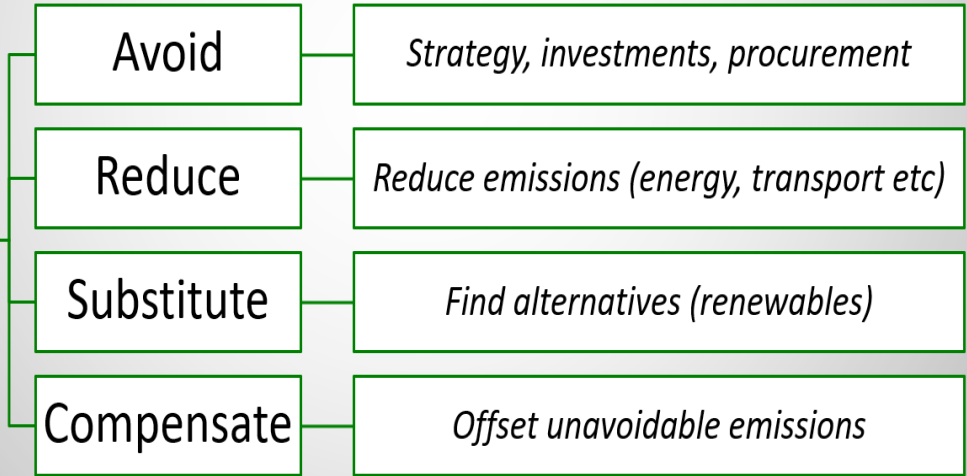 Avoid
Strategy, investments, procurement
Reduce
Reduce emissions (energy, transport etc)
Substitute
Find alternatives (renewables)
Compensate
Offset unavoidable emissions